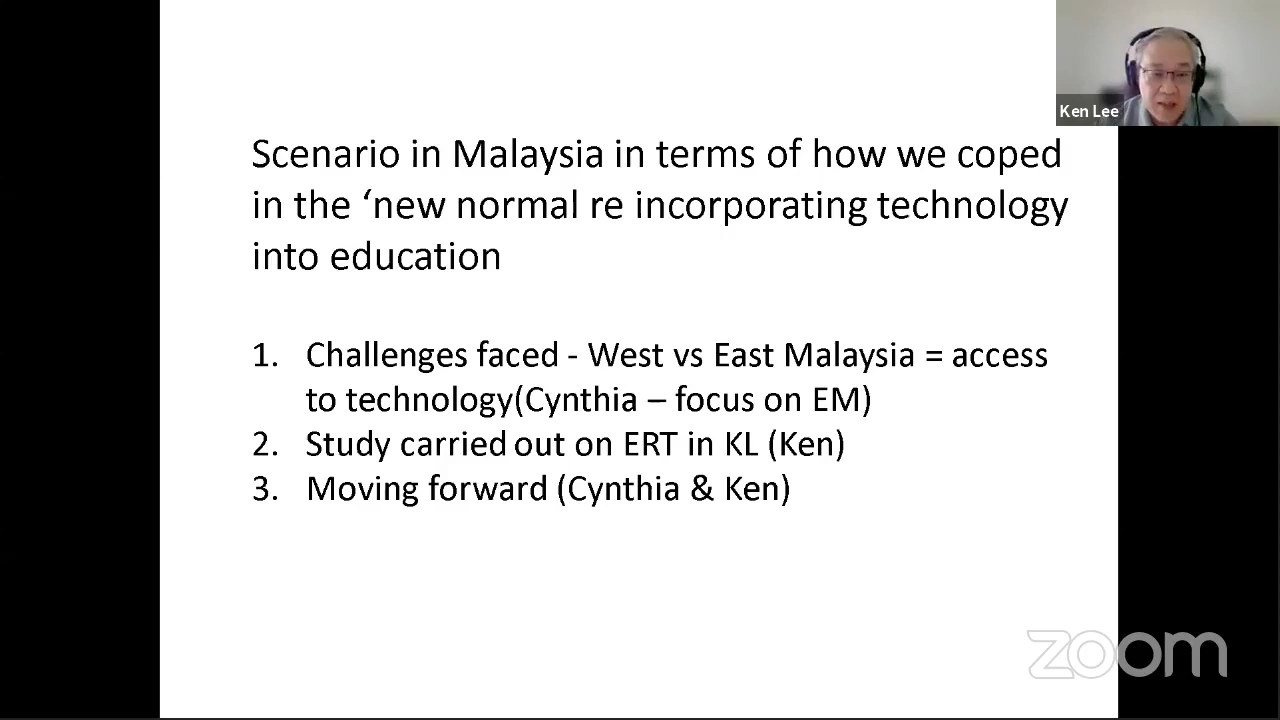 Ken Lee
Scenario in Malaysia in terms of how we coped
in the ‘new normal re incorporating technology
into education
1. Challenges faced - West vs East Malaysia = access
to technology(Cynthia – focus on EM)
2. Study carried out on ERT in KL (Ken)
3. Moving forward (Cynthia & Ken)
zoom